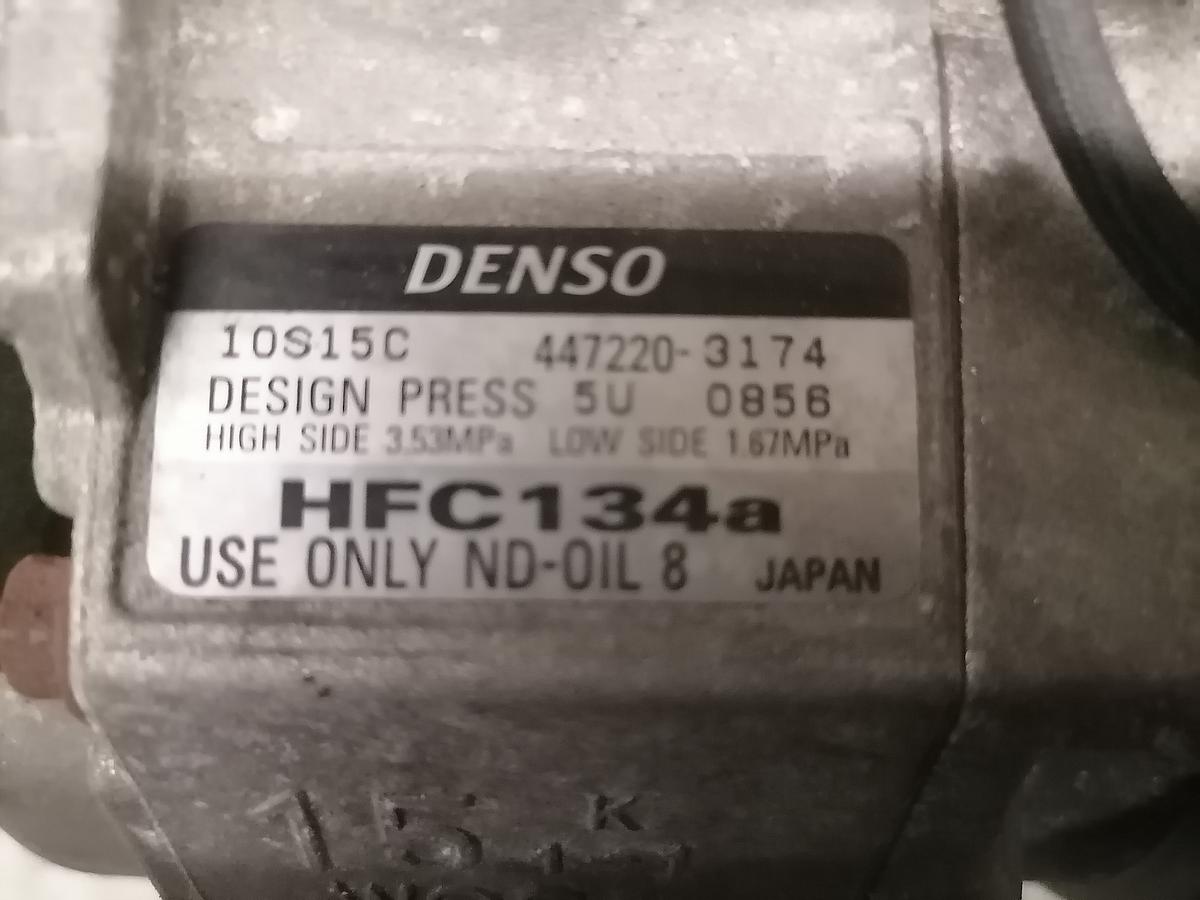 DENSO
10S15C 447220-3174
DESIGN PRESS 5U 0856
HIGH SIDE 3.53MPa LOW SIDE 1.67MPa
HFC134a
USE ONLY ND-OIL 8 JAPAN
15 K